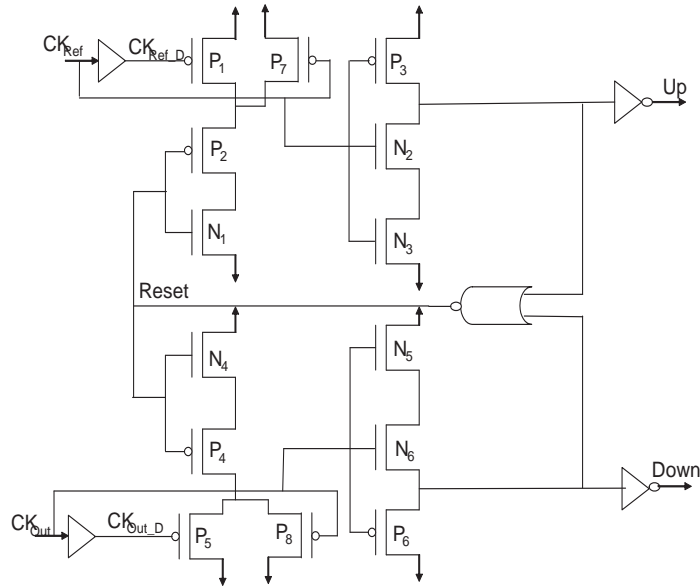 CK_Ref
CK_Ref_D
P_1
P_7
P_3
Up
P_2
N_2
N_1
N_3
Reset
N_4
N_5
P_4
N_6
Down
CK_Out
CK_Out_D
P_5
P_8
P_6